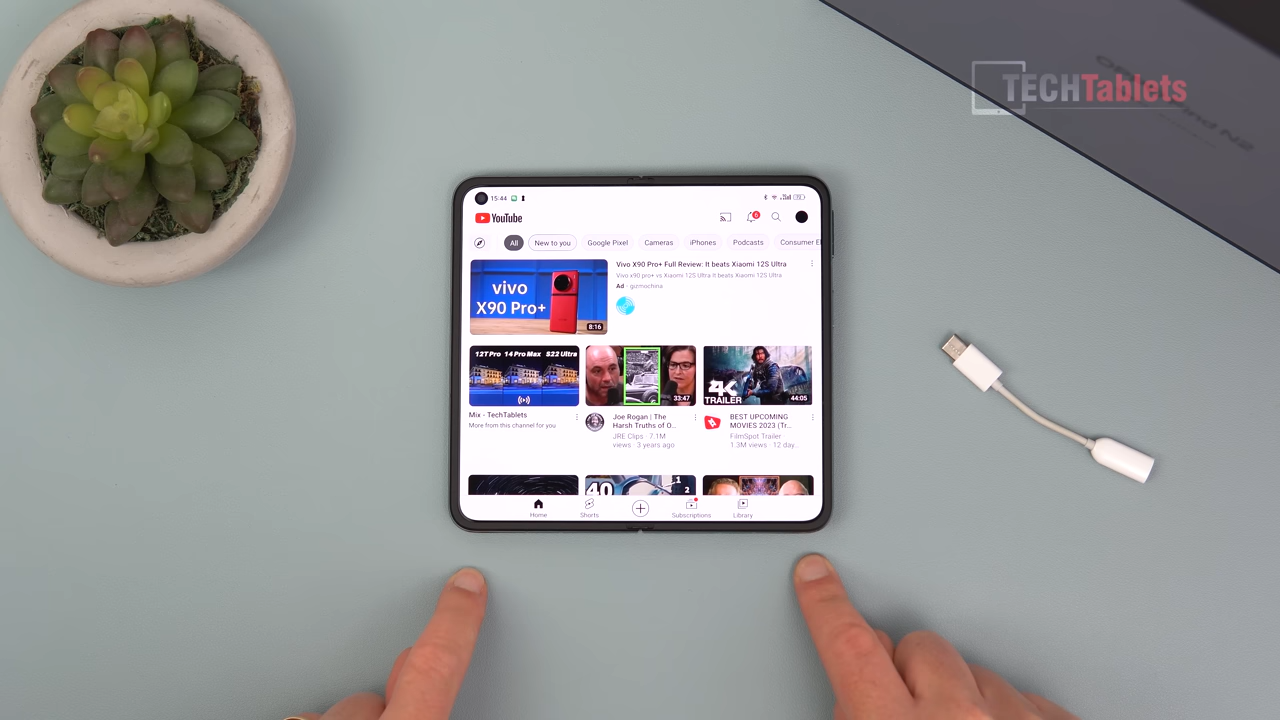 TECHTablets
15:44
YouTube
6
All
New to you
Google Pixel
Cameras
iPhones
Podcasts
Consumer El
vivo
X90 Pro+
8:16
Vivo X90 Pro+ Full Review: It beats Xiaomi 12S Ultra
Vivo x90 pro+ vs Xiaomi 12S Ultra It beats Xiaomi 12S Ultra
Ad · gizmochina
12T Pro 14 Pro Max S22 Ultra
Mix - TechTablets
More from this channel for you
33:47
Joe Rogan | The
Harsh Truths of O...
JRE Clips · 7.1M
views · 3 years ago
4K
TRAILER
44:05
BEST UPCOMING
MOVIES 2023 (Tr...
FilmSpot Trailer
1.3M views · 12 day...
40
1
2
Home
Shorts
Subscriptions
Library